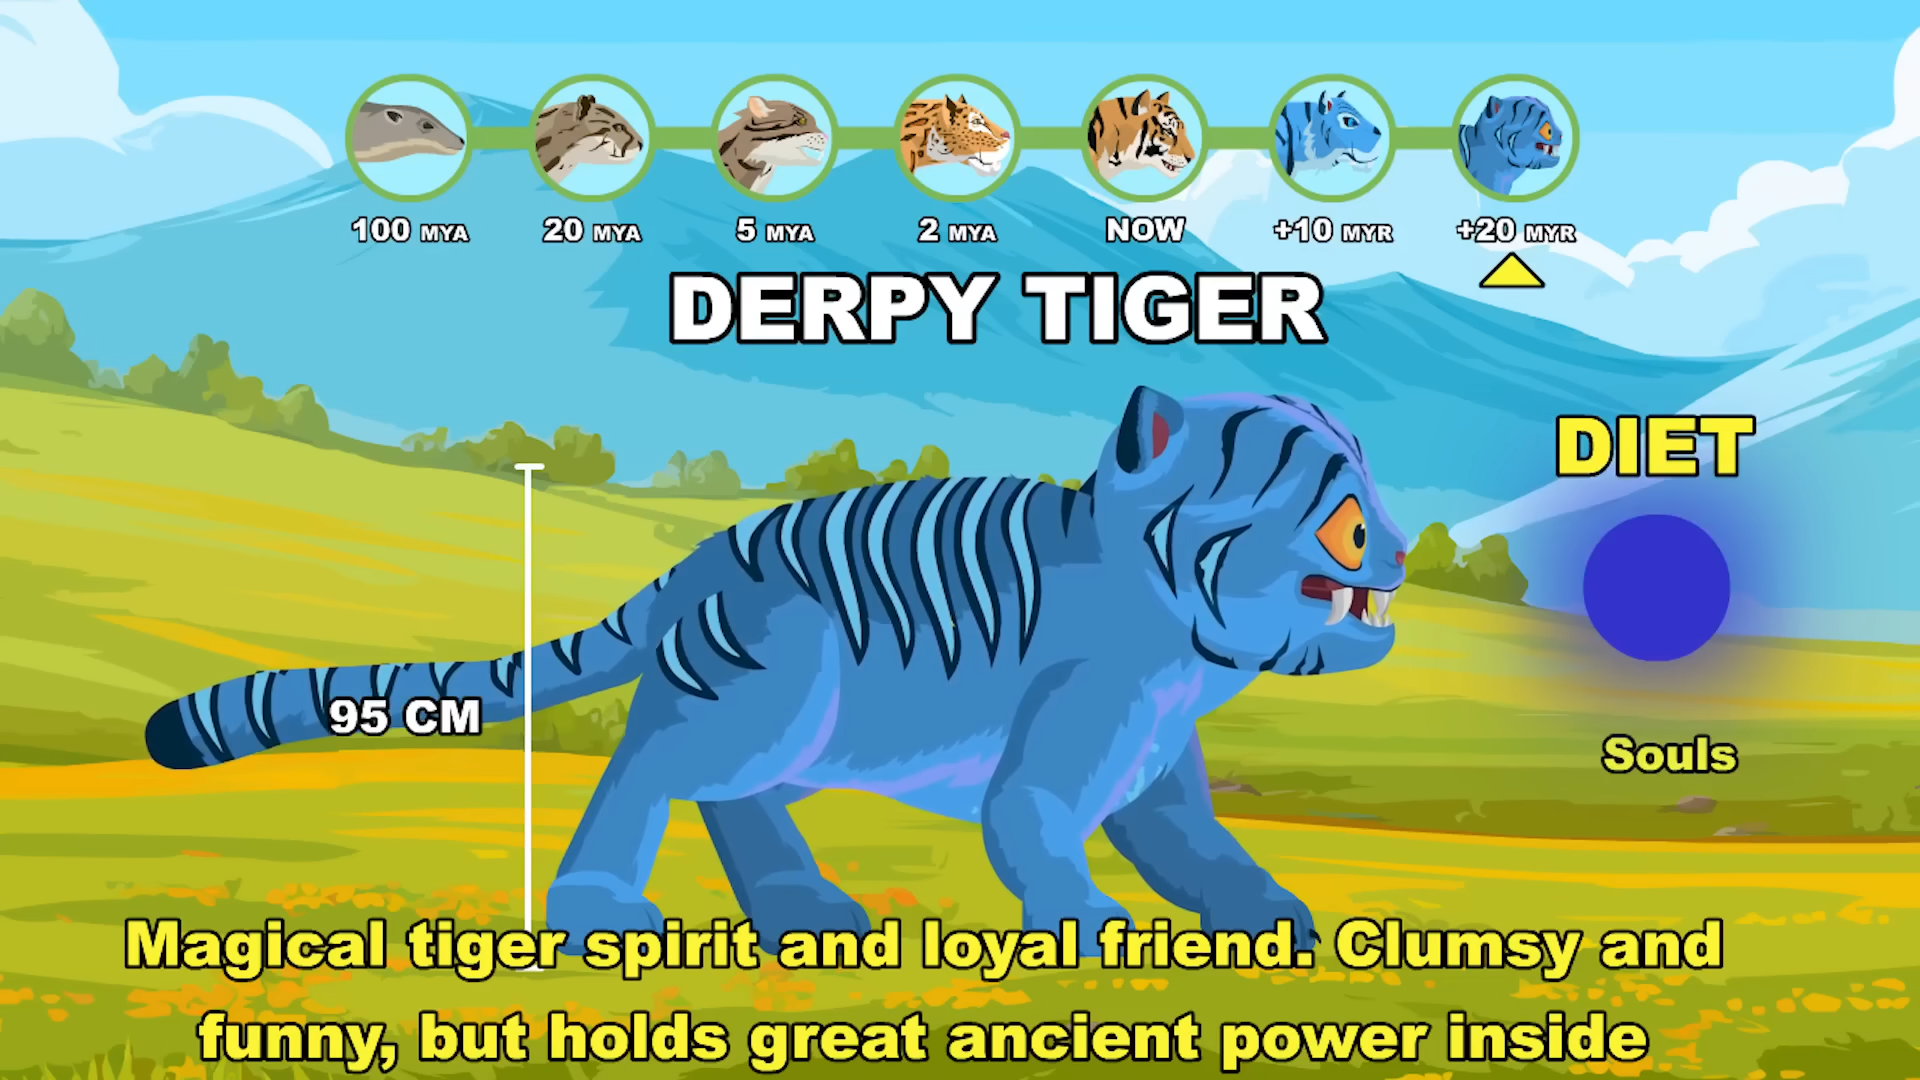 100 MYA 20 MYA 5 MYA 2 MYA NOW +10 MYR +20 MYR
DERPY TIGER
DIET
95 CM
Souls
Magical tiger spirit and loyal friend. Clumsy and
funny, but holds great ancient power inside